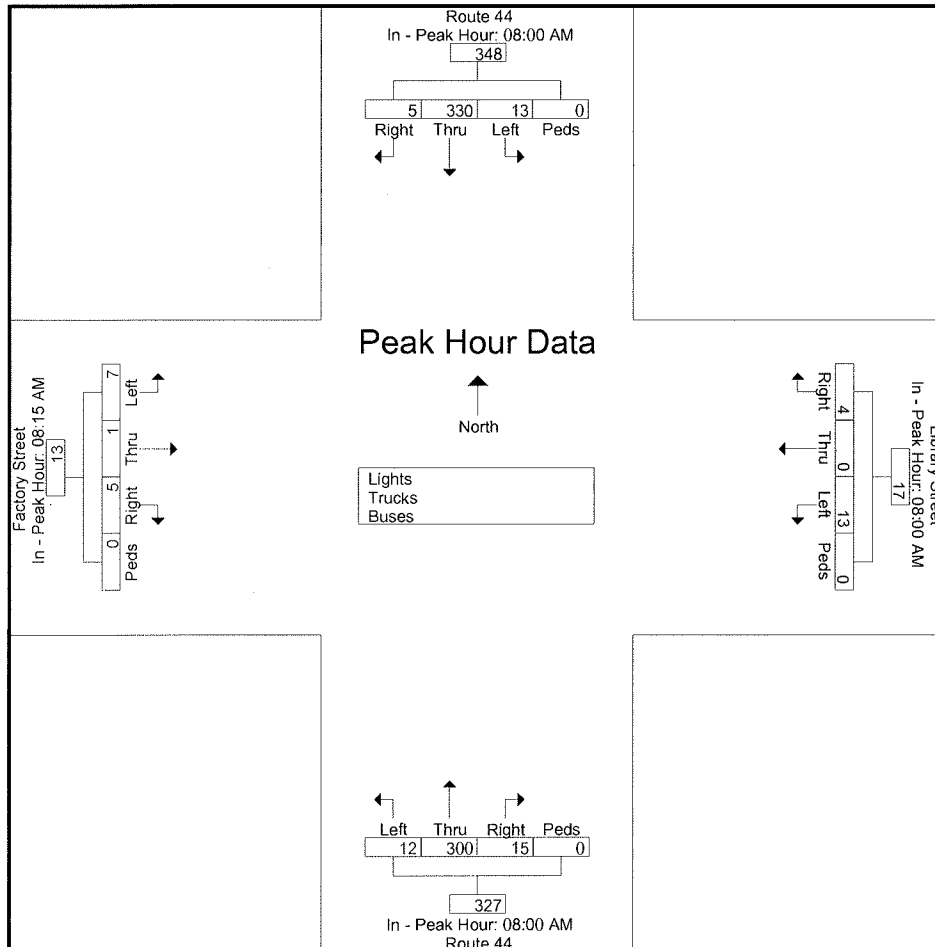 Route 44
In - Peak Hour: 08:00 AM
348
5 330 13 0
Right Thru Left Peds
Peak Hour Data
North
Lights
Trucks
Buses
Factory Street
In - Peak Hour: 08:15 AM
13
7 1 5 0
Left Thru Right Peds
Library Street
In - Peak Hour: 08:00 AM
17
4 0 13 0
Right Thru Left Peds
Left Thru Right Peds
12 300 15 0
327
In - Peak Hour: 08:00 AM
Route 44